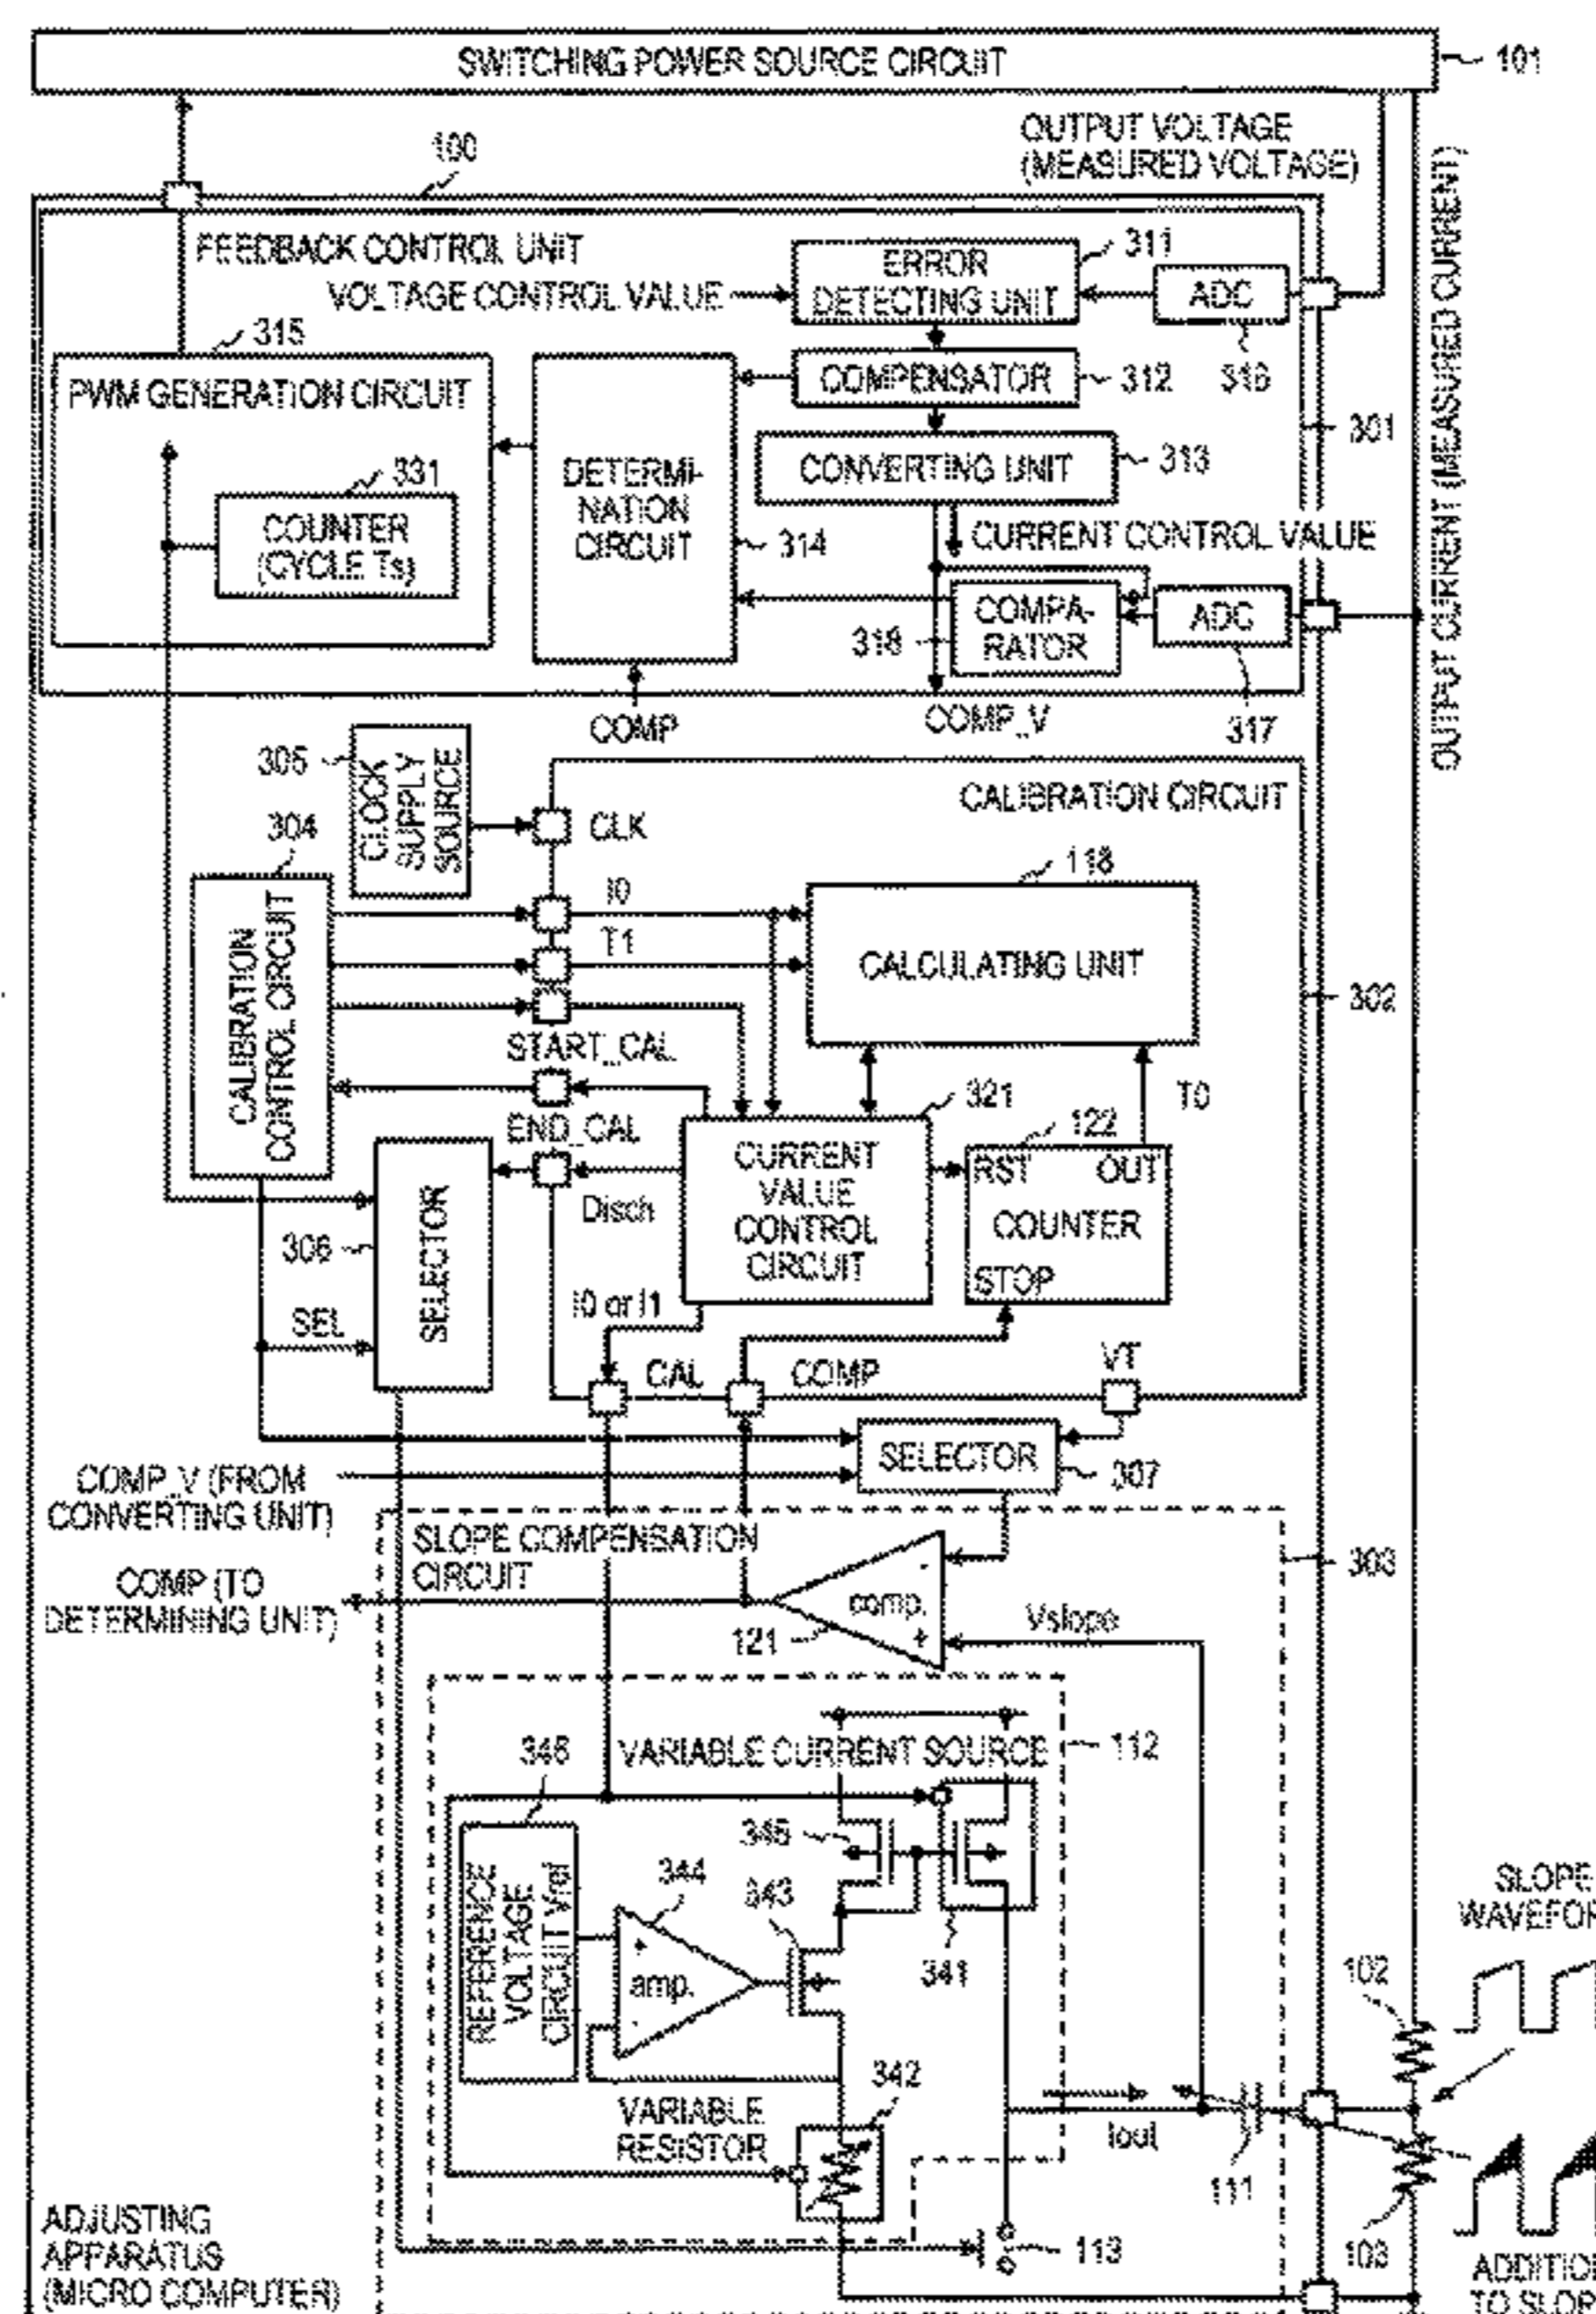 SWITCHING POWER SOURCE CIRCUIT
101
100
OUTPUT VOLTAGE
(MEASURED VOLTAGE)
OUTPUT CURRENT (MEASURED CURRENT)
FEEDBACK CONTROL UNIT
VOLTAGE CONTROL VALUE
ERROR
DETECTING UNIT
311
ADC
316
315
PWM GENERATION CIRCUIT
COMPENSATOR
312
301
331
COUNTER
(CYCLE Ts)
DETERMI-
NATION
CIRCUIT
314
CONVERTING UNIT
313
CURRENT CONTROL VALUE
318
COMPA-
RATOR
ADC
317
COMP
COMP_V
305
CLOCK
SUPPLY
SOURCE
CLK
CALIBRATION CIRCUIT
304
CALIBRATION
CONTROL CIRCUIT
I0
T1
118
CALCULATING UNIT
302
START_CAL
END_CAL
321
T0
122
CURRENT
VALUE
CONTROL
CIRCUIT
RST
OUT
COUNTER
STOP
Disch
306
SELECTOR
SEL
I0 or I1
CAL
COMP
VT
SELECTOR
307
COMP_V (FROM
CONVERTING UNIT)
SLOPE COMPENSATION
CIRCUIT
303
COMP (TO
DETERMINING UNIT)
-
comp.
+
121
Vslope
VARIABLE CURRENT SOURCE
112
346
REFERENCE
VOLTAGE
CIRCUIT Vref
345
344
343
+
amp.
-
341
SLOPE
102
342
VARIABLE
RESISTOR
Iout
111
113
103
ADJUSTING
APPARATUS
(MICRO COMPUTER)
TO